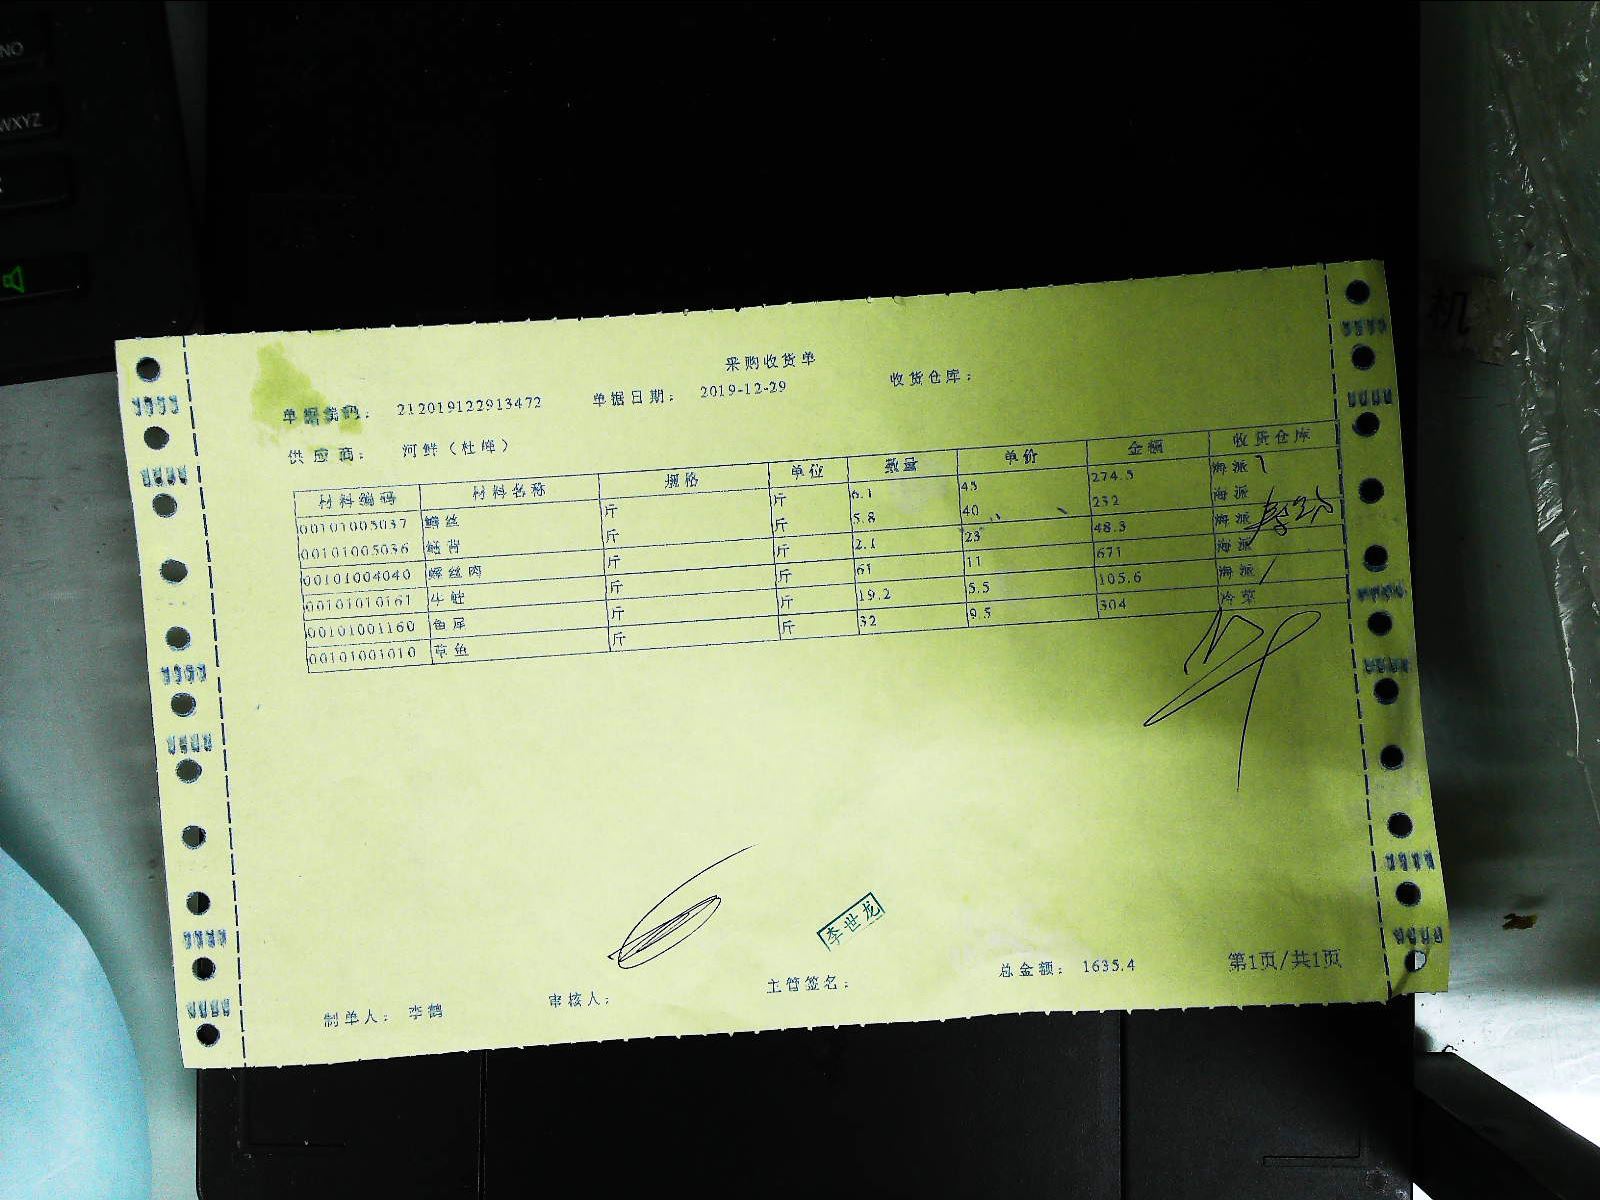 采购收货单
单据编码： 212019122913472 单据日期： 2019-12-29 收货仓库：
供应商： 河鲜（杜峰）
材料编码 材料名称 规格 单位 数量 单价 金额 收货仓库
00101005037 鳝丝 斤 斤 6.1 45 274.5 海派
00101005036 鳝背 斤 斤 5.8 40 232 海派
00101004040 螺丝肉 斤 斤 2.1 23 48.3 海派
00101010161 牛蛙 斤 斤 61 11 671 海派
00101001160 鱼尾 斤 斤 19.2 5.5 105.6 海派
00101001010 草鱼 斤 斤 32 9.5 304 冷菜
李世龙
制单人： 李鹤 审核人： 主管签名： 总金额： 1635.4 第1页/共1页
NO
WXYZ
机